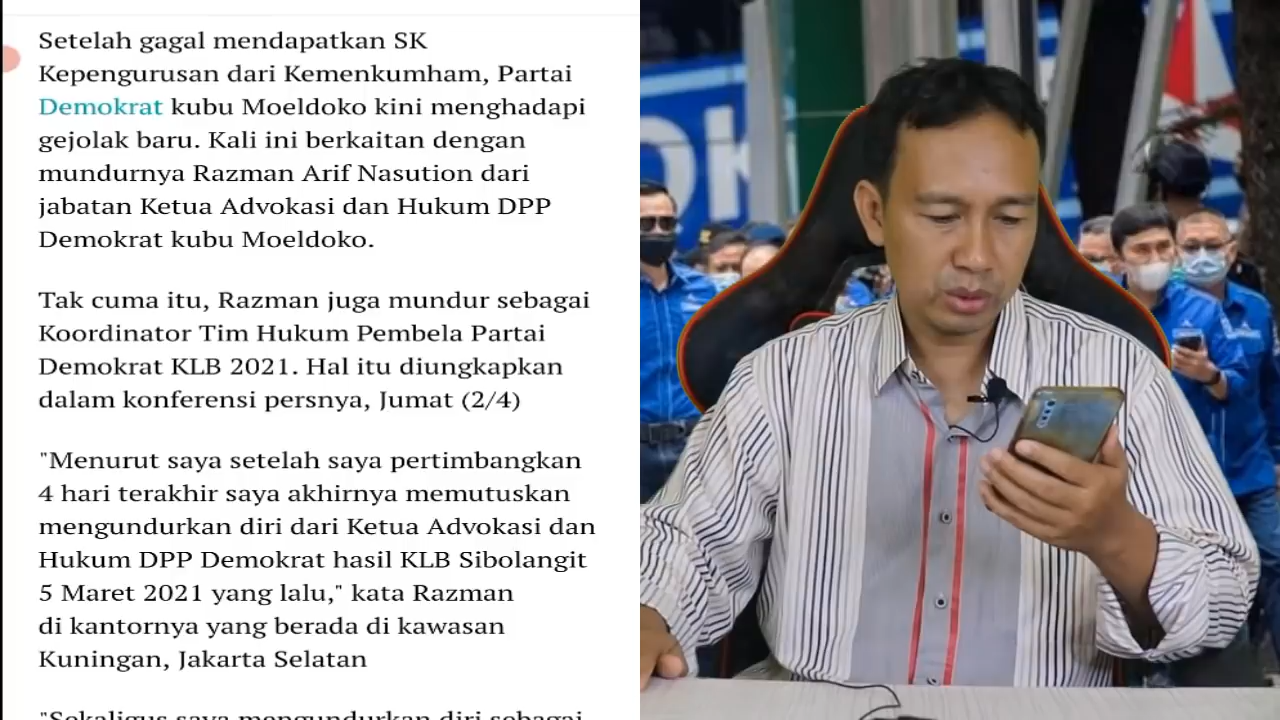 Setelah gagal mendapatkan SK
Kepengurusan dari Kemenkumham, Partai
Demokrat kubu Moeldoko kini menghadapi
gejolak baru. Kali ini berkaitan dengan
mundurnya Razman Arif Nasution dari
jabatan Ketua Advokasi dan Hukum DPP
Demokrat kubu Moeldoko.
Tak cuma itu, Razman juga mundur sebagai
Koordinator Tim Hukum Pembela Partai
Demokrat KLB 2021. Hal itu diungkapkan
dalam konferensi persnya, Jumat (2/4)
"Menurut saya setelah saya pertimbangkan
4 hari terakhir saya akhirnya memutuskan
mengundurkan diri dari Ketua Advokasi dan
Hukum DPP Demokrat hasil KLB Sibolangit
5 Maret 2021 yang lalu," kata Razman
di kantornya yang berada di kawasan
Kuningan, Jakarta Selatan
"Sekaligus saya mengundurkan diri sebagai